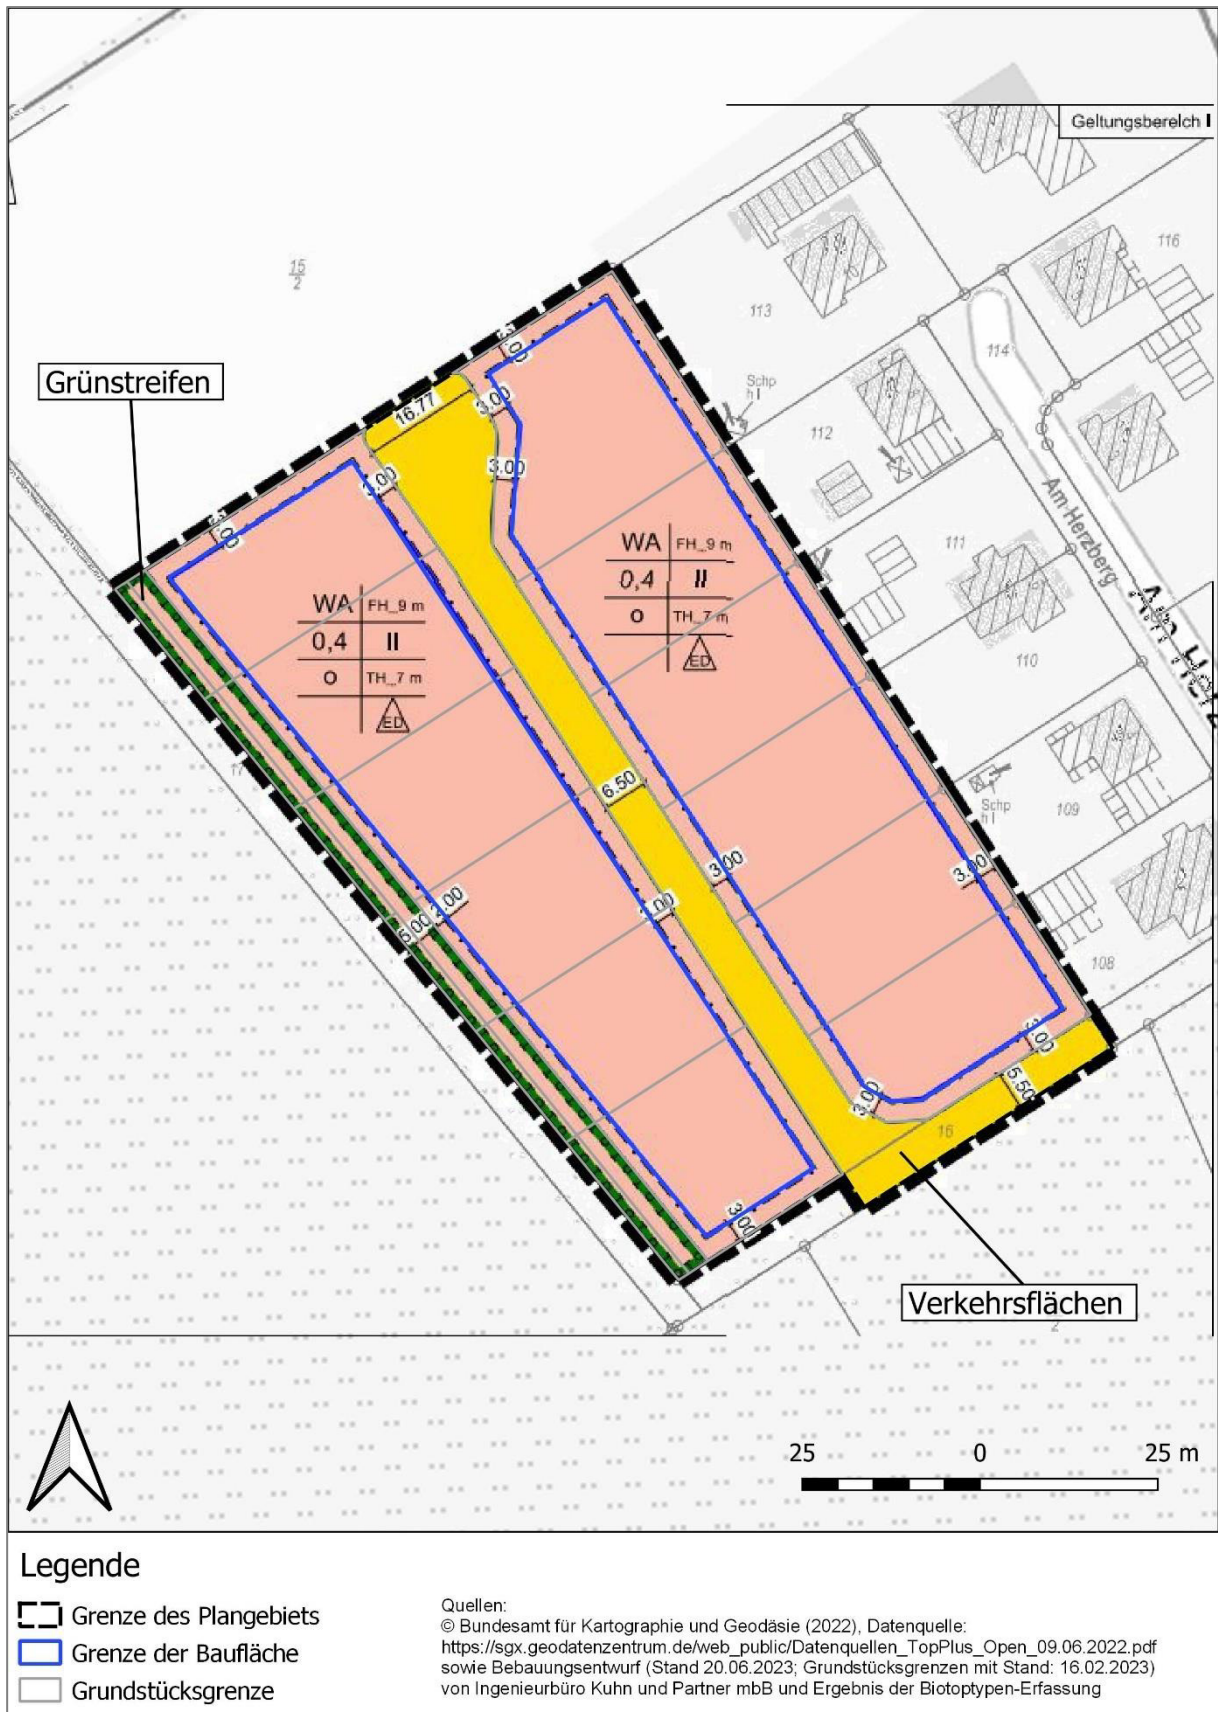 Geltungsbereich I
15
2
116
113
114
Grünstreifen
3.00
16.77
3.00
Schp
h I
112
3.00
3.00
3.00
Am Herzberg
WA FH_9 m
0,4 II
O TH_7 m
ED
111
WA FH_9 m
0,4 II
O TH_7 m
ED
110
17
6.50
Schp
h I
109
3.00
3.00
2.00
5.00
3.00
108
3.00
5.50
3.00
16
3.00
Verkehrsflächen
2
25 0 25 m
Legende
Grenze des Plangebiets
Grenze der Baufläche
Grundstücksgrenze
Quellen:
© Bundesamt für Kartographie und Geodäsie (2022), Datenquelle:
https://sgx.geodatenzentrum.de/web_public/Datenquellen_TopPlus_Open_09.06.2022.pdf
sowie Bebauungsentwurf (Stand 20.06.2023; Grundstücksgrenzen mit Stand: 16.02.2023)
von Ingenieurbüro Kuhn und Partner mbB und Ergebnis der Biotoptypen-Erfassung